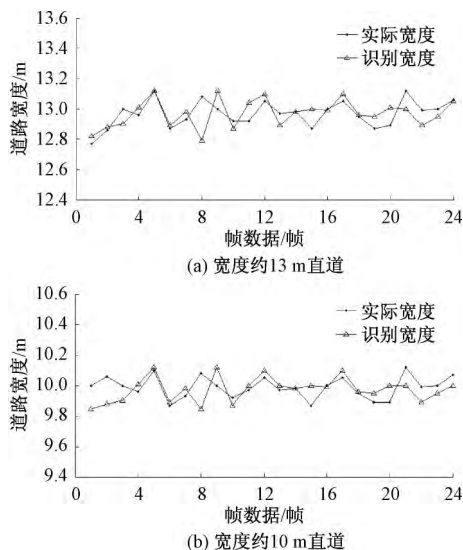 13.6
13.4
13.2
13.0
12.8
12.6
12.4
道路宽度/m
实际宽度
识别宽度
0 4 8 12 16 20 24
帧数据/帧
(a) 宽度约13 m直道
10.6
10.4
10.2
10.0
9.8
9.6
9.4
道路宽度/m
实际宽度
识别宽度
0 4 8 12 16 20 24
帧数据/帧
(b) 宽度约10 m直道